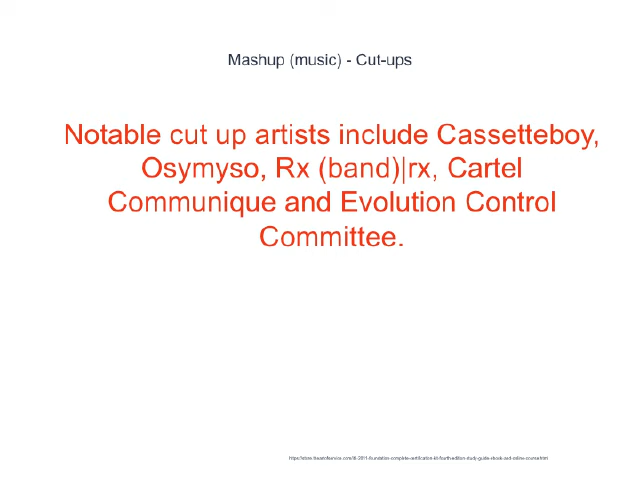 Mashup (music) - Cut-ups
Notable cut up artists include Cassetteboy,
Osymyso, Rx (band)|rx, Cartel
Communique and Evolution Control
Committee.